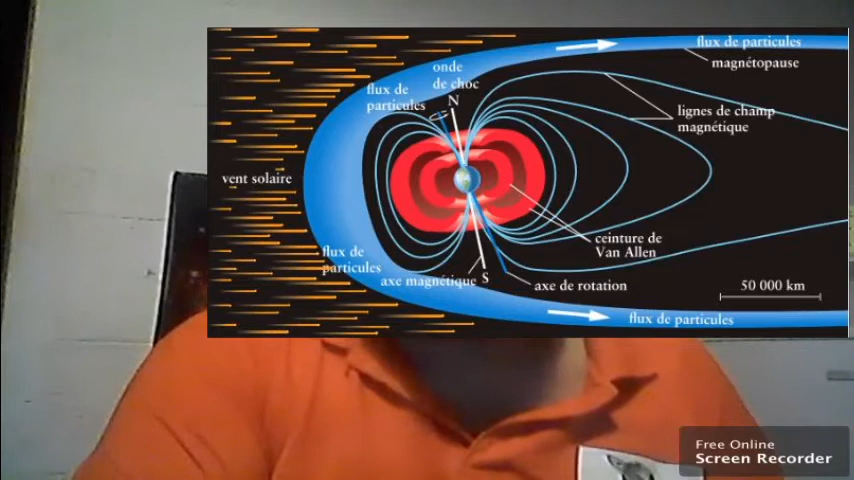 flux de particules
magnétopause
onde
de choc
flux de
particules
N
lignes de champ
magnétique
vent solaire
ceinture de
Van Allen
flux de
particules
axe magnétique S
axe de rotation
50 000 km
flux de particules
Free Online
Screen Recorder